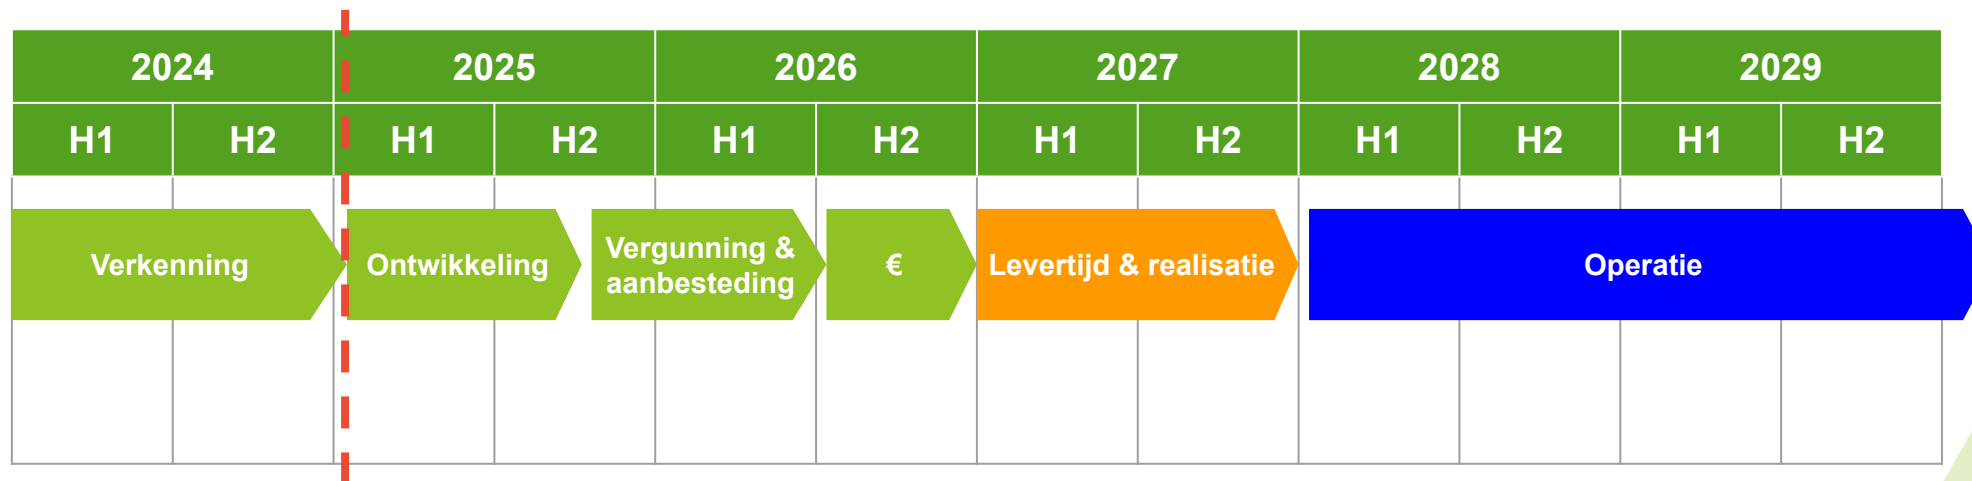 2024 2025 2026 2027 2028 2029
H1 H2 H1 H2 H1 H2 H1 H2 H1 H2 H1 H2
Verkenning
Ontwikkeling
Vergunning &
aanbesteding
€
Levertijd & realisatie
Operatie